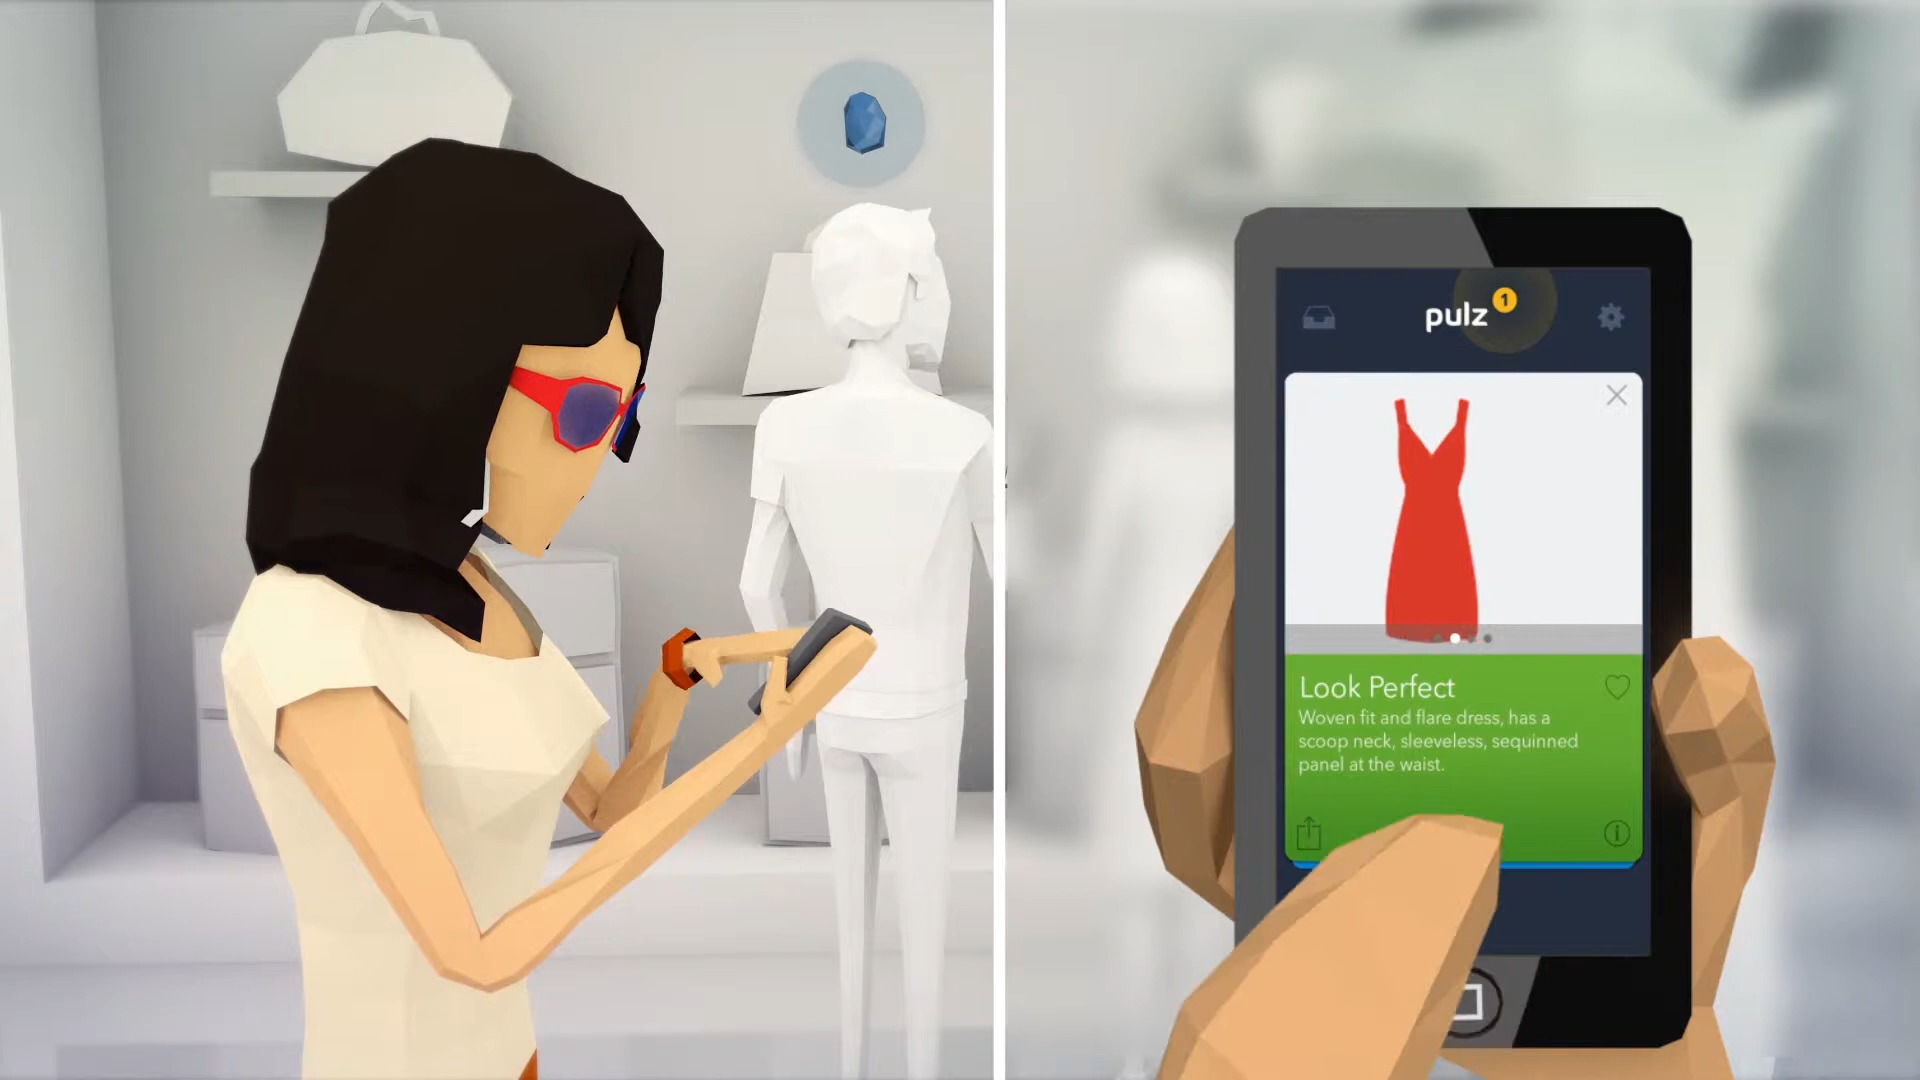 pulz
1
Look Perfect
Woven fit and flare dress, has a
scoop neck, sleeveless, sequinned
panel at the waist.
i